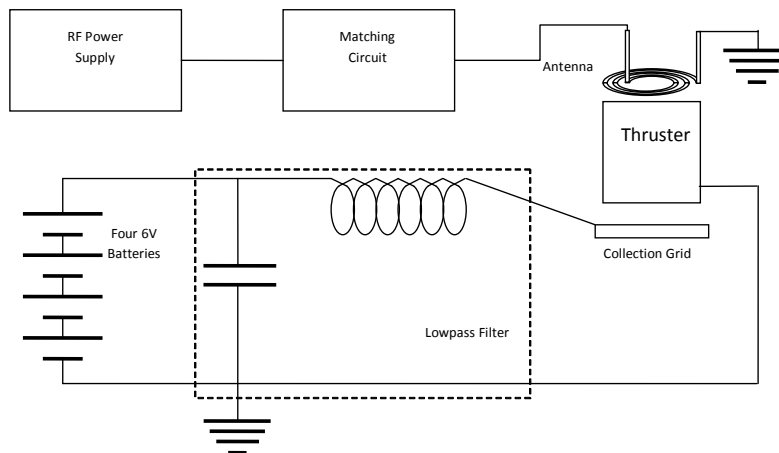 RF Power
Supply
Matching
Circuit
Antenna
Thruster
Four 6V
Batteries
Collection Grid
Lowpass Filter